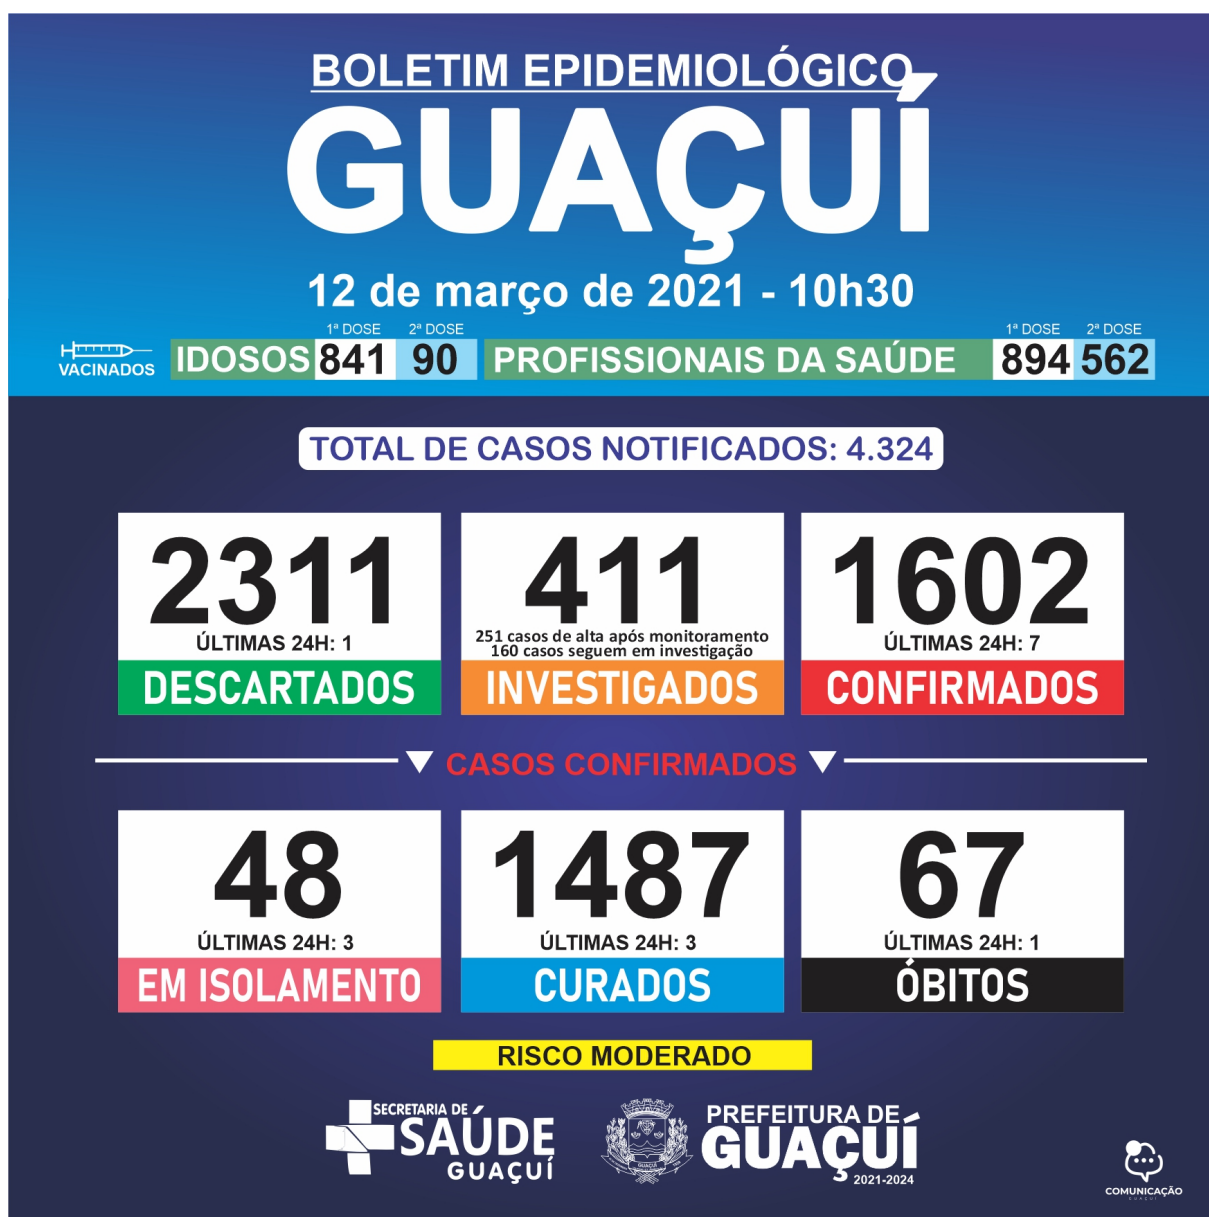 BOLETIM EPIDEMIOLÓGICO
GUAÇUÍ
12 de março de 2021 - 10h30
1ª DOSE 2ª DOSE 1ª DOSE 2ª DOSE
VACINADOS IDOSOS 841 90 PROFISSIONAIS DA SAÚDE 894 562
TOTAL DE CASOS NOTIFICADOS: 4.324
2311
ÚLTIMAS 24H: 1
DESCARTADOS
411
251 casos de alta após monitoramento
160 casos seguem em investigação
INVESTIGADOS
1602
ÚLTIMAS 24H: 7
CONFIRMADOS
CASOS CONFIRMADOS
48
ÚLTIMAS 24H: 3
EM ISOLAMENTO
1487
ÚLTIMAS 24H: 3
CURADOS
67
ÚLTIMAS 24H: 1
ÓBITOS
RISCO MODERADO
SECRETARIA DE
SAÚDE
GUAÇUÍ
GUAÇUÍ
PREFEITURA DE
GUAÇUÍ
2021-2024
COMUNICAÇÃO
GUAÇUÍ